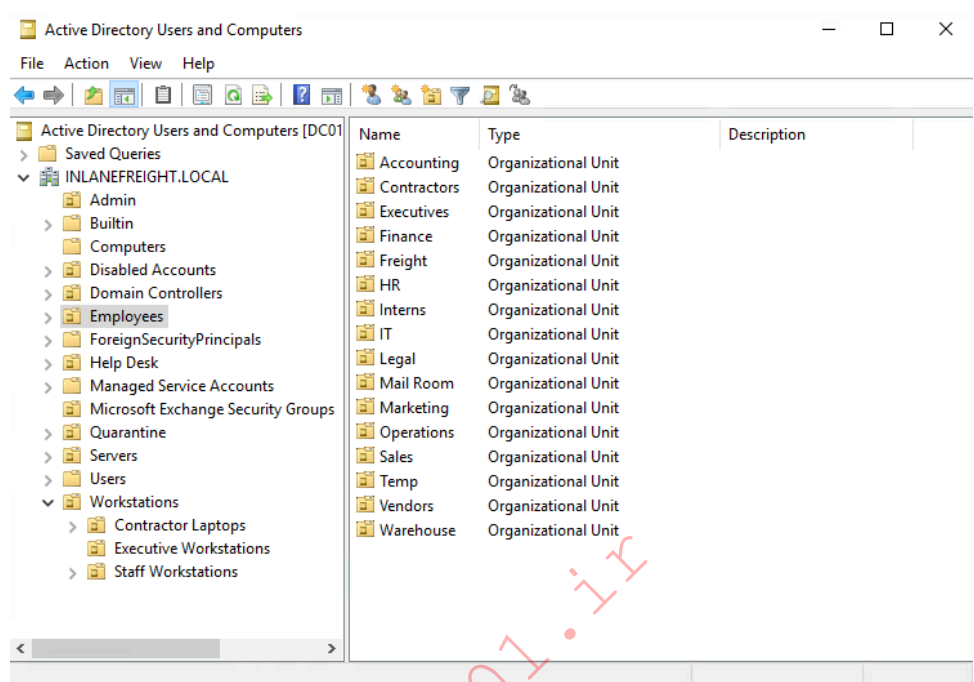 Active Directory Users and Computers
File Action View Help
Active Directory Users and Computers [DC01
Saved Queries
INLANEFREIGHT.LOCAL
Admin
Builtin
Computers
Disabled Accounts
Domain Controllers
Employees
ForeignSecurityPrincipals
Help Desk
Managed Service Accounts
Microsoft Exchange Security Groups
Quarantine
Servers
Users
Workstations
Contractor Laptops
Executive Workstations
Staff Workstations
Name Type Description
Accounting Organizational Unit
Contractors Organizational Unit
Executives Organizational Unit
Finance Organizational Unit
Freight Organizational Unit
HR Organizational Unit
Interns Organizational Unit
IT Organizational Unit
Legal Organizational Unit
Mail Room Organizational Unit
Marketing Organizational Unit
Operations Organizational Unit
Sales Organizational Unit
Temp Organizational Unit
Vendors Organizational Unit
Warehouse Organizational Unit